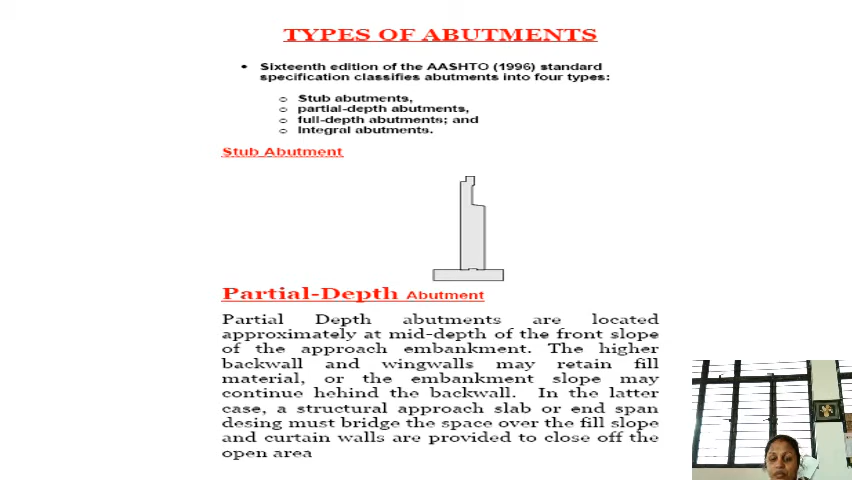 TYPES OF ABUTMENTS
• Sixteenth edition of the AASHTO (1996) standard
specification classifies abutments into four types:
○ Stub abutments,
○ partial-depth abutments,
○ full-depth abutments; and
○ Integral abutments.
Stub Abutment
Partial-Depth Abutment
Partial Depth abutments are located
approximately at mid-depth of the front slope
of the approach embankment. The higher
backwall and wingwalls may retain fill
material, or the embankment slope may
continue hehind the backwall. In the latter
case, a structural approach slab or end span
desing must bridge the space over the fill slope
and curtain walls are provided to close off the
open area